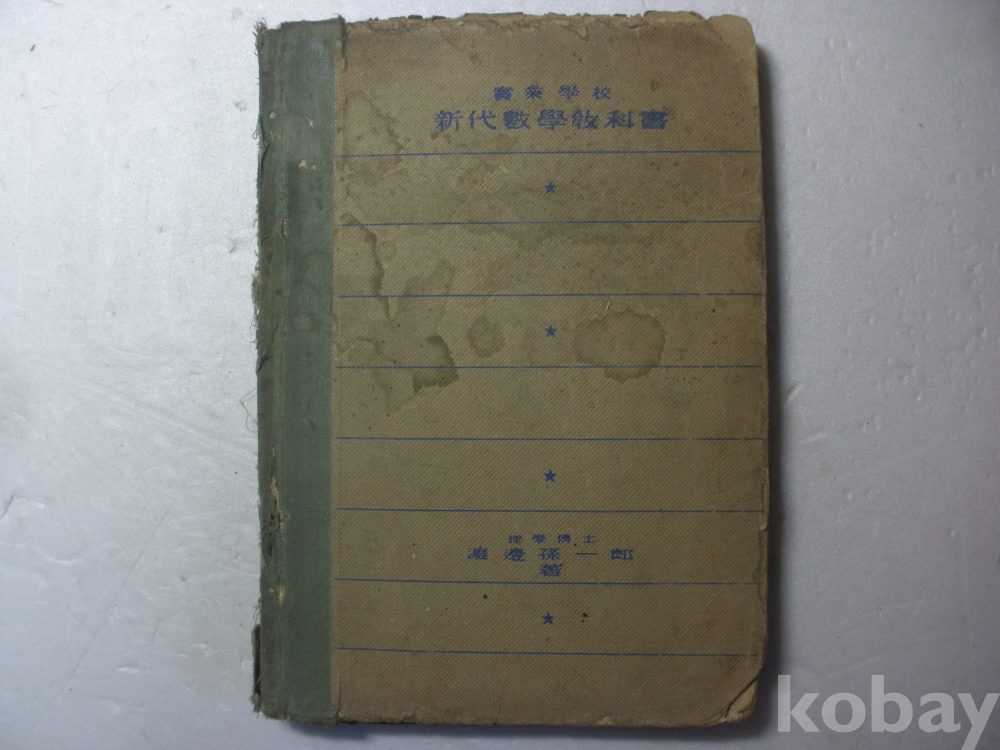 實業學校
新代數學敎科書
理學博士
渡邊孫一郎
著
kobay